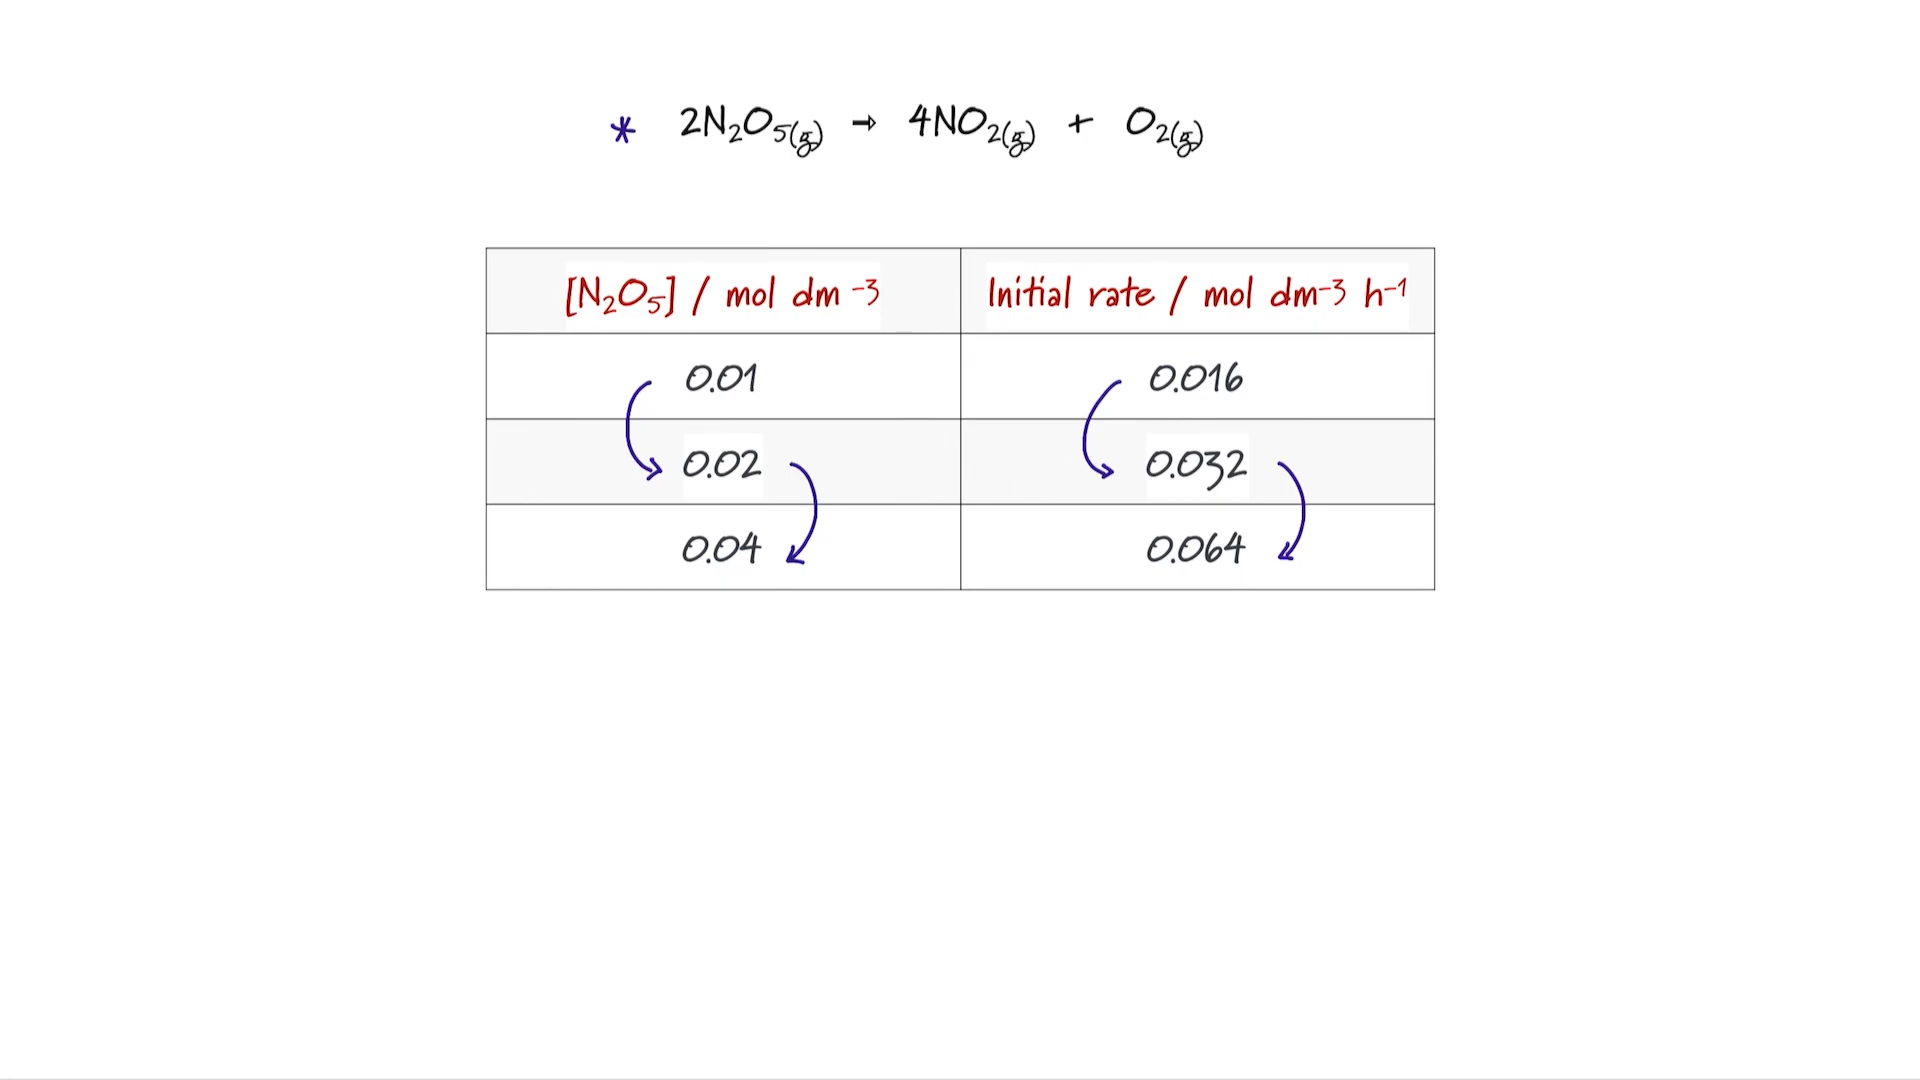 * 2N₂O₅(g) → 4NO₂(g) + O₂(g)
[N₂O₅] / mol dm⁻³ Initial rate / mol dm⁻³ h⁻¹
0.01 0.016
0.02 0.032
0.04 0.064